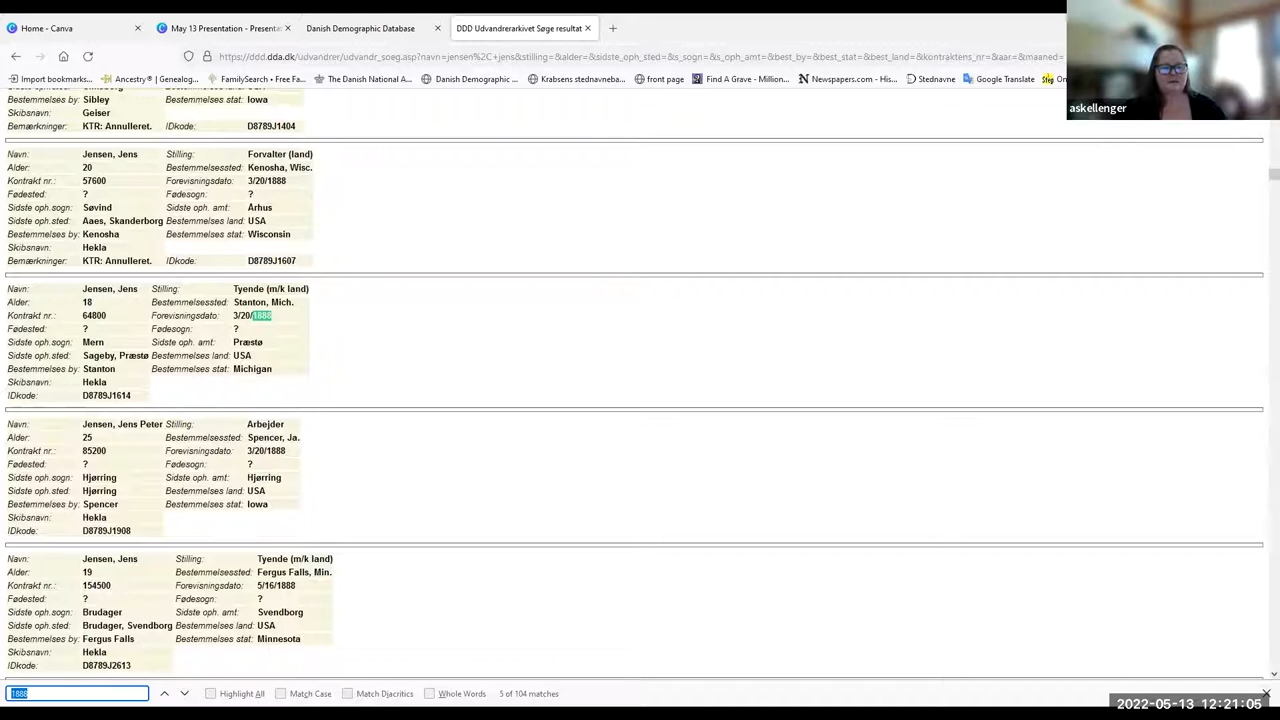 Home - Canva
May 13 Presentation - Presenta
Danish Demographic Database
DDD Udvandrerarkivet Søge resultat
https://ddd.dda.dk/udvandrer/udvandr_soeg.asp?navn=jensen%2C+jens&stilling=&alder=&sidste_oph_sted=&s_sogn=&s_oph_amt=&best_by=&best_stat=&best_land=&kontraktens_nr=&aar=&maaned=
Import bookmarks... Ancestry® | Genealog... FamilySearch • Free Fa... The Danish National A... Danish Demographic ... Krabsens stednavneba... front page Find A Grave - Million... Newspapers.com - His... Stednavne Google Translate Step On
askellenger
Bestemmelses by: Sibley Bestemmelses stat: Iowa
Skibsnavn: Geiser
Bemærkninger: KTR: Annulleret. IDkode: D8789J1404
Navn: Jensen, Jens Stilling: Forvalter (land)
Alder: 20 Bestemmelsessted: Kenosha, Wisc.
Kontrakt nr.: 57600 Forevisningsdato: 3/20/1888
Fødested: ? Fødesogn: ?
Sidste oph.sogn: Søvind Sidste oph. amt: Århus
Sidste oph.sted: Aaes, Skanderborg Bestemmelses land: USA
Bestemmelses by: Kenosha Bestemmelses stat: Wisconsin
Skibsnavn: Hekla
Bemærkninger: KTR: Annulleret. IDkode: D8789J1607
Navn: Jensen, Jens Stilling: Tyende (m/k land)
Alder: 18 Bestemmelsessted: Stanton, Mich.
Kontrakt nr.: 64800 Forevisningsdato: 3/20/1888
Fødested: ? Fødesogn: ?
Sidste oph.sogn: Mern Sidste oph. amt: Præstø
Sidste oph.sted: Sageby, Præstø Bestemmelses land: USA
Bestemmelses by: Stanton Bestemmelses stat: Michigan
Skibsnavn: Hekla
IDkode: D8789J1614
Navn: Jensen, Jens Peter Stilling: Arbejder
Alder: 25 Bestemmelsessted: Spencer, Ja.
Kontrakt nr.: 85200 Forevisningsdato: 3/20/1888
Fødested: ? Fødesogn: ?
Sidste oph.sogn: Hjørring Sidste oph. amt: Hjørring
Sidste oph.sted: Hjørring Bestemmelses land: USA
Bestemmelses by: Spencer Bestemmelses stat: Iowa
Skibsnavn: Hekla
IDkode: D8789J1908
Navn: Jensen, Jens Stilling: Tyende (m/k land)
Alder: 19 Bestemmelsessted: Fergus Falls, Min.
Kontrakt nr.: 154500 Forevisningsdato: 5/16/1888
Fødested: ? Fødesogn: ?
Sidste oph.sogn: Brudager Sidste oph. amt: Svendborg
Sidste oph.sted: Brudager, Svendborg Bestemmelses land: USA
Bestemmelses by: Fergus Falls Bestemmelses stat: Minnesota
Skibsnavn: Hekla
IDkode: D8789J2613
1888 Highlight All Match Case Match Diacritics Whole Words 5 of 104 matches
2022-05-13 12:21:05